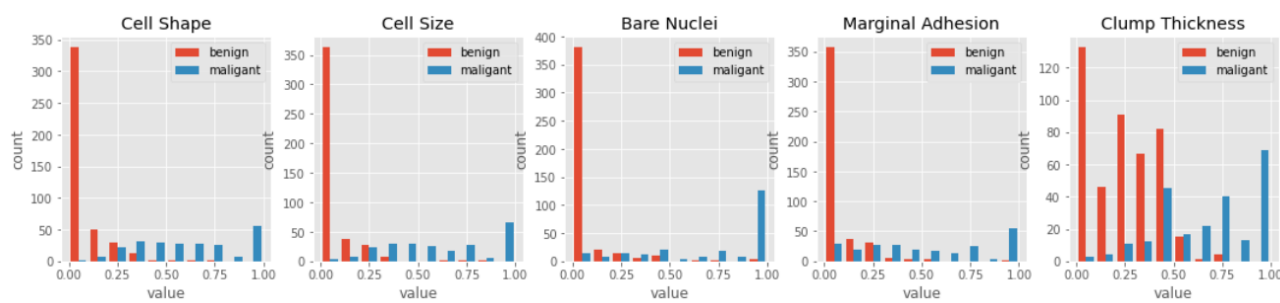 Cell Shape
350
300
250
200
150
100
50
0
count
benign
maligant
0.00 0.25 0.50 0.75 1.00
value
Cell Size
350
300
250
200
150
100
50
0
count
benign
maligant
0.00 0.25 0.50 0.75 1.00
value
Bare Nuclei
400
350
300
250
200
150
100
50
0
count
benign
maligant
0.00 0.25 0.50 0.75 1.00
value
Marginal Adhesion
350
300
250
200
150
100
50
0
count
benign
maligant
0.00 0.25 0.50 0.75 1.00
value
Clump Thickness
120
100
80
60
40
20
0
count
benign
maligant
0.00 0.25 0.50 0.75 1.00
value